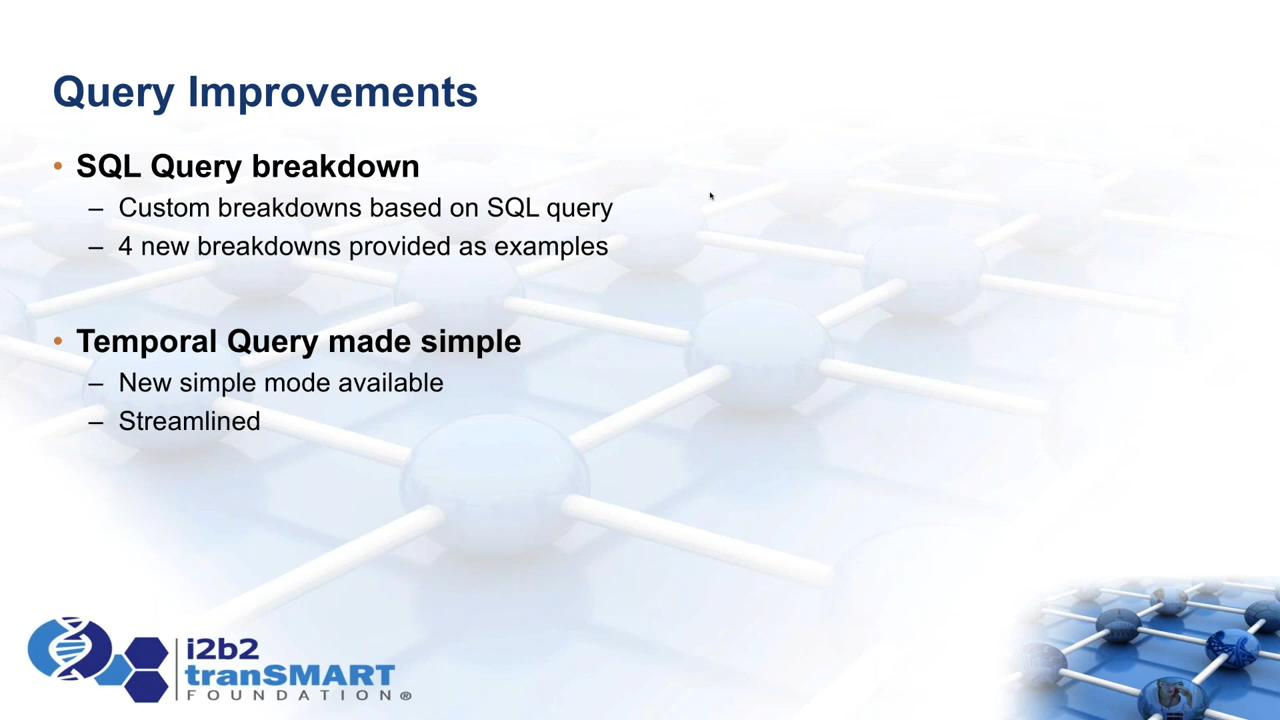 Query Improvements
• SQL Query breakdown
– Custom breakdowns based on SQL query
– 4 new breakdowns provided as examples
• Temporal Query made simple
– New simple mode available
– Streamlined
i2b2
tranSMART
FOUNDATION®